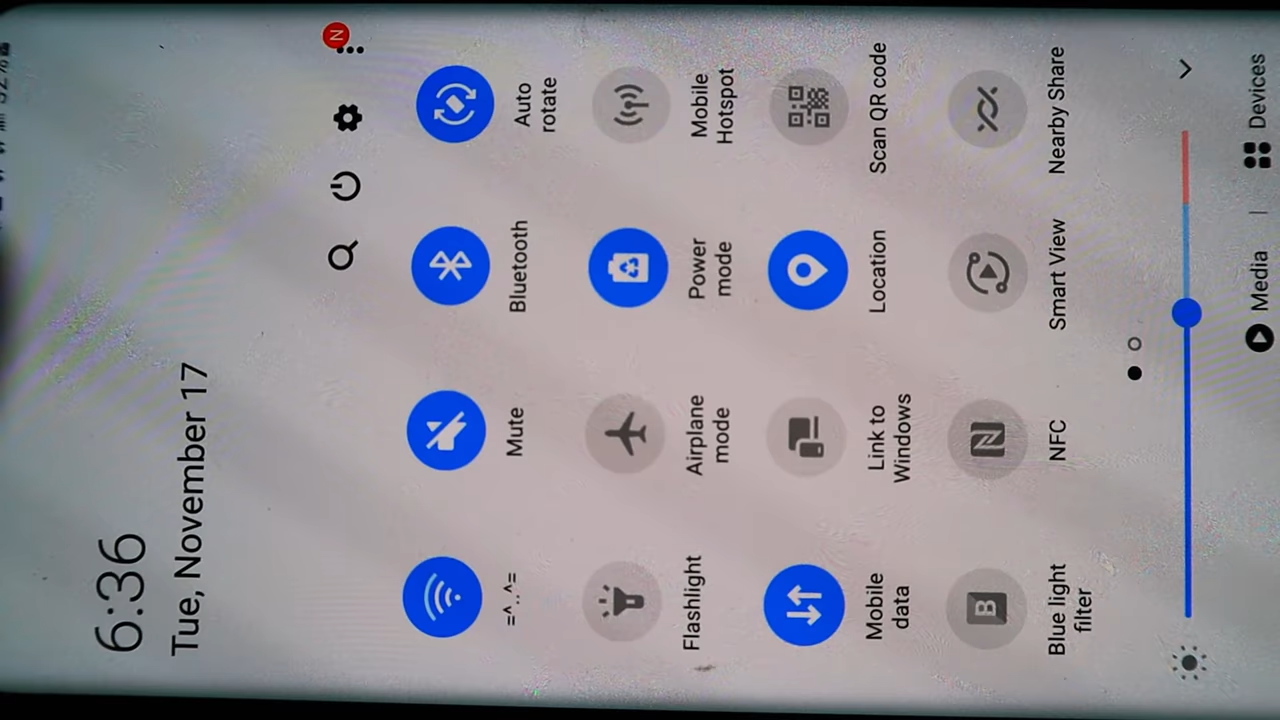 6:36
Tue, November 17
N
=^..^=
Mute
Bluetooth
Auto
rotate
Flashlight
Airplane
mode
Power
mode
Mobile
Hotspot
Mobile
data
Link to
Windows
Location
Scan QR code
B
Blue light
filter
NFC
Smart View
Nearby Share
Media | Devices